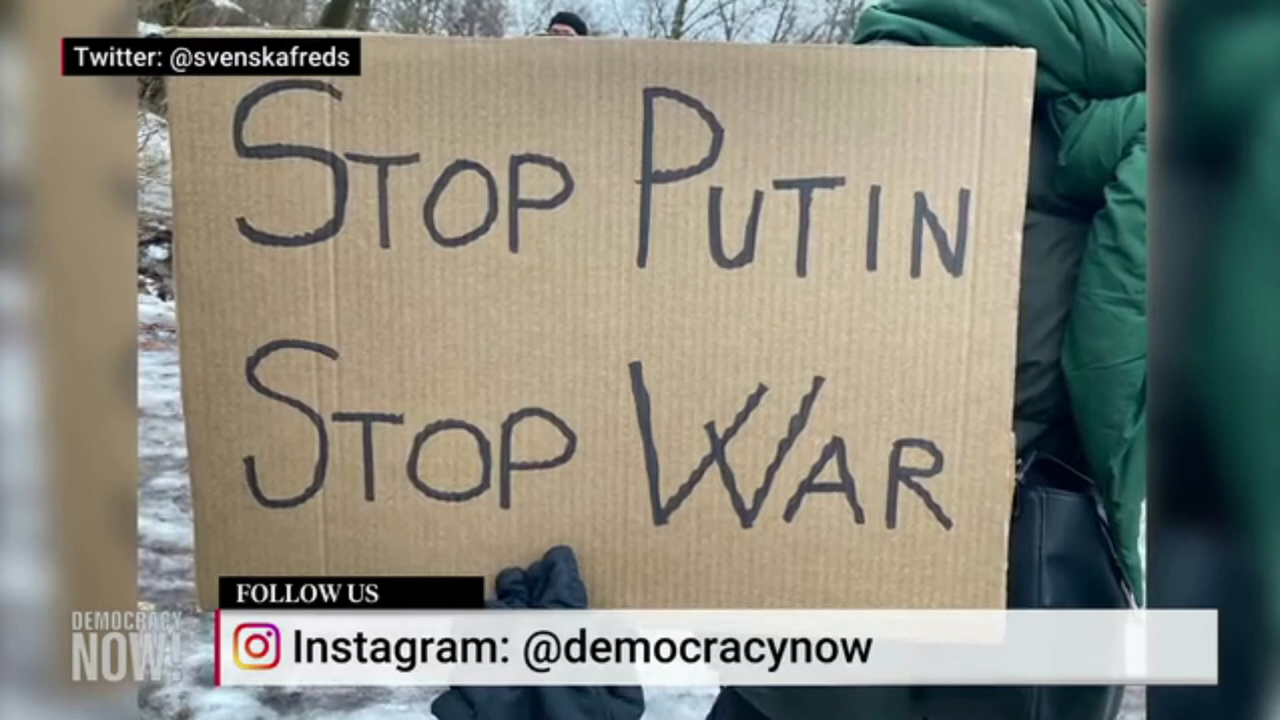 Twitter: @svenskafreds
STOP PUTIN
STOP WAR
FOLLOW US
Instagram: @democracynow
DEMOCRACY
NOW!